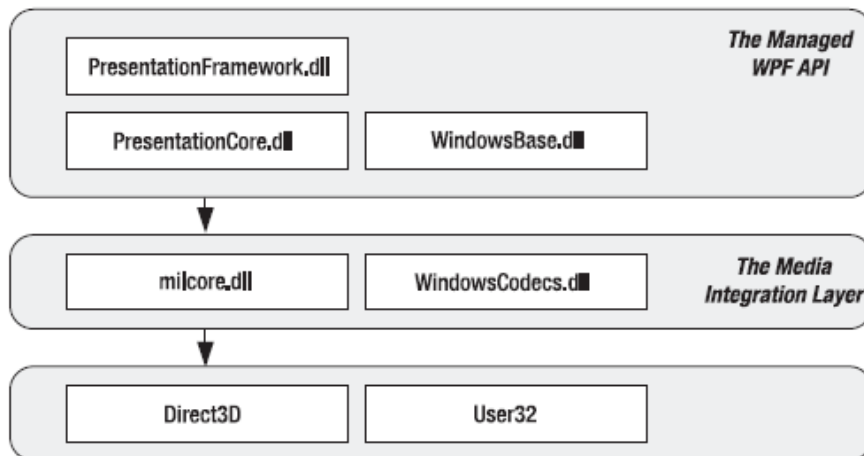 The Managed
WPF API
PresentationFramework.dll
PresentationCore.dll
WindowsBase.dll
milcore.dll
WindowsCodecs.dll
The Media
Integration Layer
Direct3D
User32